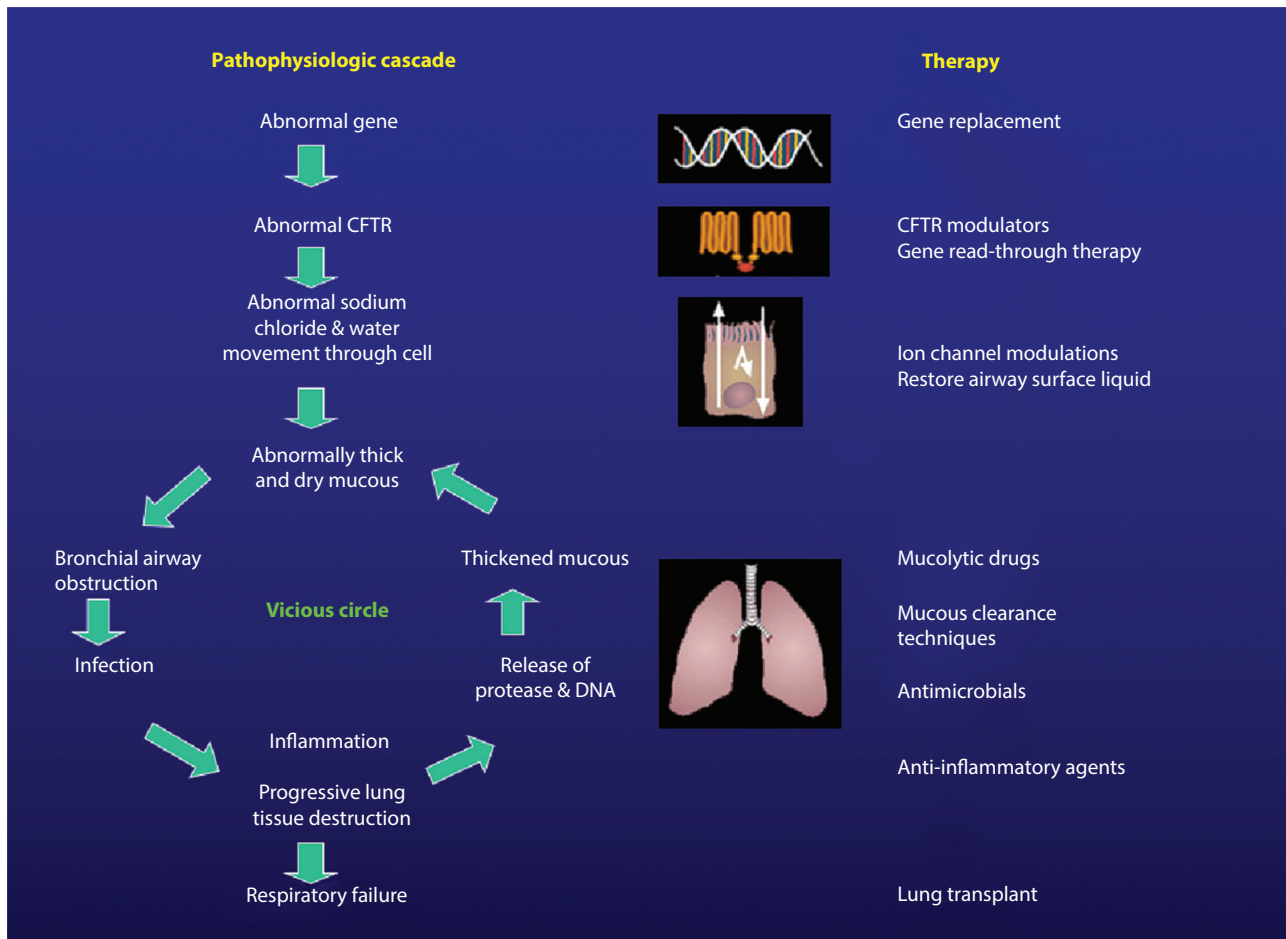 Pathophysiologic cascade
Therapy
Abnormal gene
Gene replacement
Abnormal CFTR
CFTR modulators
Gene read-through therapy
Abnormal sodium
chloride & water
movement through cell
Ion channel modulations
Restore airway surface liquid
Abnormally thick
and dry mucous
Bronchial airway
obstruction
Thickened mucous
Mucolytic drugs
Vicious circle
Mucous clearance
techniques
Infection
Release of
protease & DNA
Antimicrobials
Inflammation
Anti-inflammatory agents
Progressive lung
tissue destruction
Respiratory failure
Lung transplant